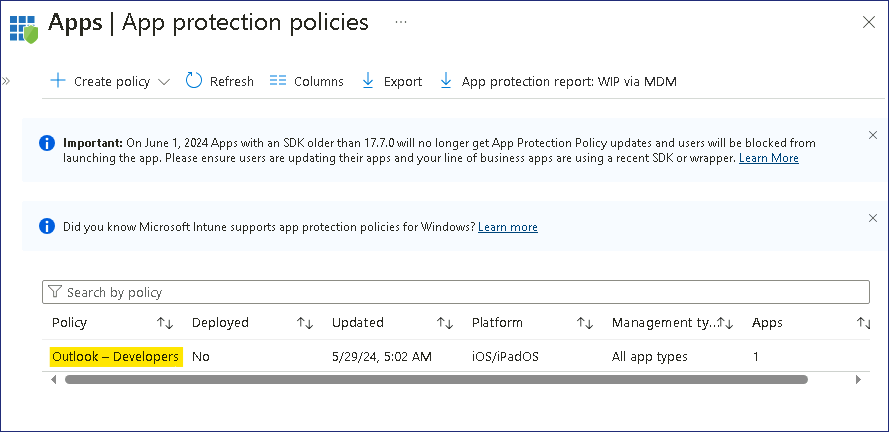 Apps | App protection policies ...
Create policy Refresh Columns Export App protection report: WIP via MDM
Important: On June 1, 2024 Apps with an SDK older than 17.7.0 will no longer get App Protection Policy updates and users will be blocked from
launching the app. Please ensure users are updating their apps and your line of business apps are using a recent SDK or wrapper. Learn More
Did you know Microsoft Intune supports app protection policies for Windows? Learn more
Search by policy
Policy Deployed Updated Platform Management ty... Apps
Outlook – Developers No 5/29/24, 5:02 AM iOS/iPadOS All app types 1